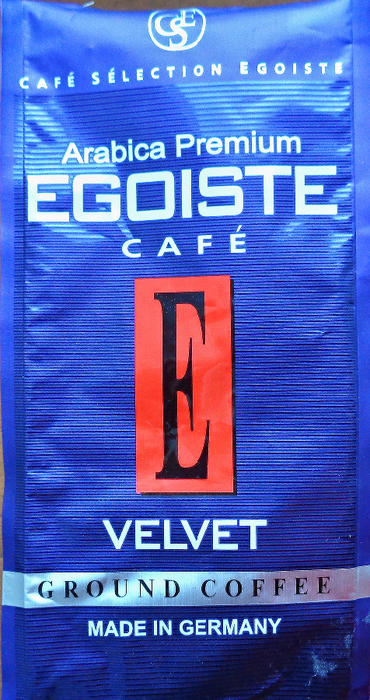 CSE
CAFÉ SÉLECTION EGOISTE
Arabica Premium
EGOISTE
CAFÉ
E
VELVET
GROUND COFFEE
MADE IN GERMANY